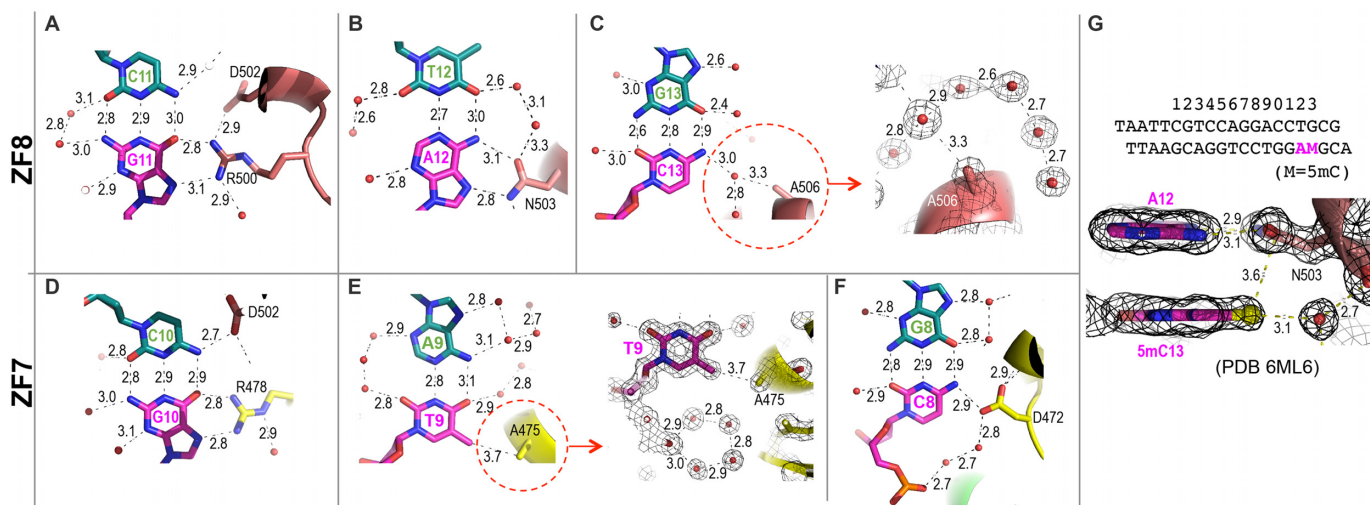 ZF8
A
C11
G11
D502
R500
2.9
3.1
2.8
2.9
3.0
2.8
3.0
2.9
2.9
2.8
3.1
2.9
B
T12
A12
N503
2.8
2.6
2.6
3.1
3.3
2.7
3.0
3.1
2.8
2.8
C
G13
C13
A506
2.6
3.0
2.4
2.6
2.8
2.9
3.0
3.0
3.3
2.8
2.6
2.9
2.7
2.8
3.3
2.7
A506
ZF7
D
C10
G10
D502
R478
2.7
2.8
2.8
2.9
2.9
3.0
2.8
3.1
2.8
2.9
E
A9
T9
A475
2.8
2.9
2.7
3.1
2.9
2.8
3.1
2.8
2.8
2.9
3.7
T9
3.7
A475
2.8
2.9
2.8
3.0
2.9
F
G8
C8
D472
2.8
2.8
2.8
2.9
2.9
2.9
2.8
2.9
2.8
2.7
2.7
G
1234567890123
TAATTCGTCCAGGACCTGCG
TTAAGCAGGTCCTGGAMGCA
(M=5mC)
A12
2.9
3.1
N503
3.6
2.7
3.1
5mC13
(PDB 6ML6)